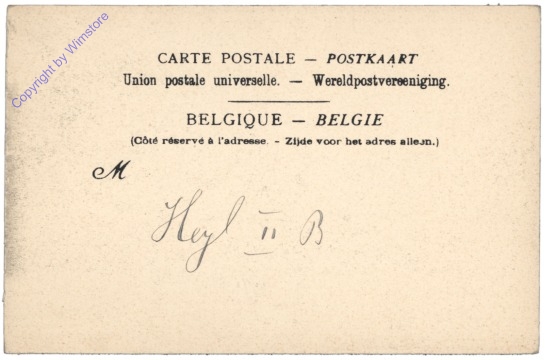 Copyright by Wimstore
CARTE POSTALE — POSTKAART
Union postale universelle. — Wereldpostvereeniging.
BELGIQUE — BELGIE
(Côté réservé à l'adresse. - Zijde voor het adres alleen.)
M
Heyl II B